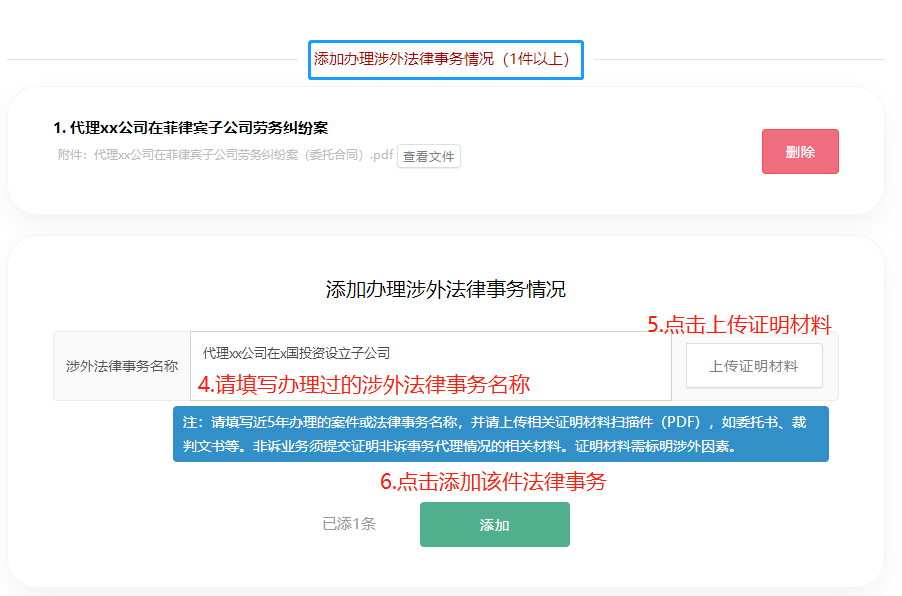 添加办理涉外法律事务情况（1件以上）
1. 代理xx公司在菲律宾子公司劳务纠纷案
附件：代理xx公司在菲律宾子公司劳务纠纷案（委托合同）.pdf 查看文件
删除
添加办理涉外法律事务情况
5.点击上传证明材料
涉外法律事务名称
代理xx公司在x国投资设立子公司
上传证明材料
4.请填写办理过的涉外法律事务名称
注：请填写近5年办理的案件或法律事务名称，并请上传相关证明材料扫描件（PDF），如委托书、裁
判文书等。非诉业务须提交证明非诉事务代理情况的相关材料。证明材料需标明涉外因素。
6.点击添加该件法律事务
已添1条
添加